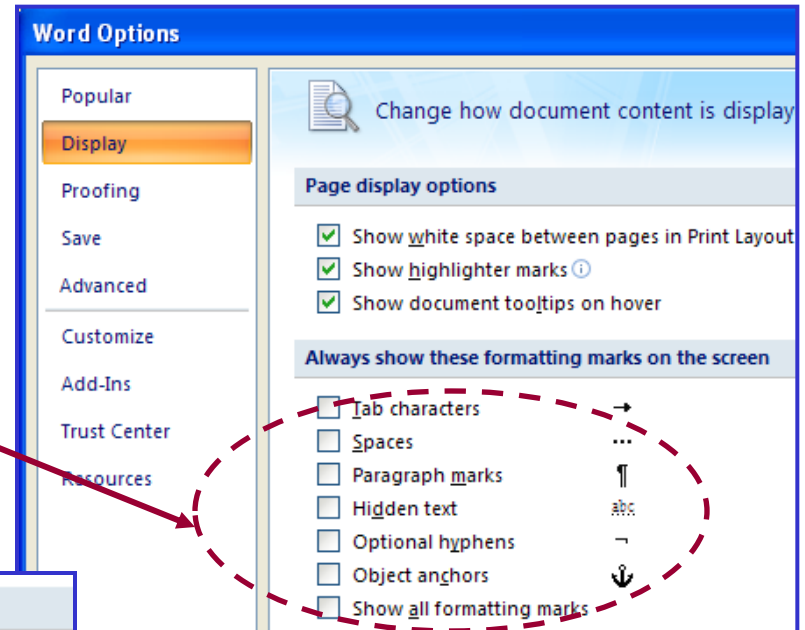 Word Options
Popular
Display
Proofing
Save
Advanced
Customize
Add-Ins
Trust Center
Resources
Change how document content is display
Page display options
Show white space between pages in Print Layout
Show highlighter marks
Show document tooltips on hover
Always show these formatting marks on the screen
Tab characters →
Spaces ...
Paragraph marks ¶
Hidden text abc
Optional hyphens ¬
Object anchors
Show all formatting marks